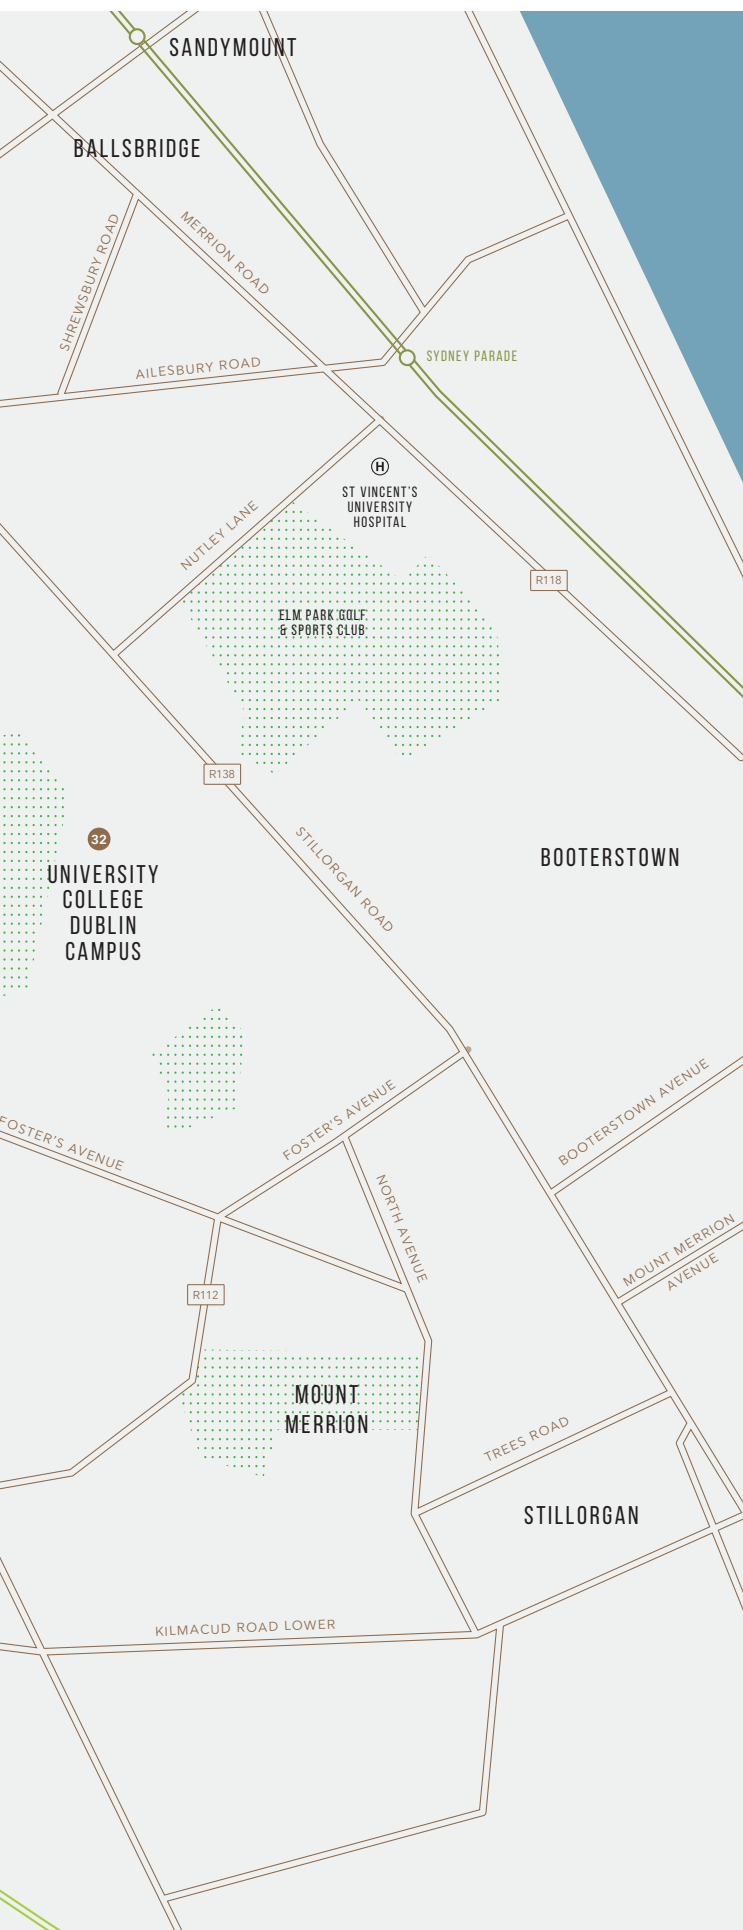 SANDYMOUNT
BALLSBRIDGE
MERRION ROAD
SHREWSBURY ROAD
SYDNEY PARADE
AILESBURY ROAD
H
ST VINCENT'S
UNIVERSITY
HOSPITAL
NUTLEY LANE
R118
ELM PARK GOLF
& SPORTS CLUB
R138
32
UNIVERSITY
COLLEGE
DUBLIN
CAMPUS
STILLORGAN ROAD
BOOTERSTOWN
FOSTER'S AVENUE
FOSTER'S AVENUE
BOOTERSTOWN AVENUE
NORTH AVENUE
MOUNT MERRION
AVENUE
R112
MOUNT
MERRION
TREES ROAD
STILLORGAN
KILMACUD ROAD LOWER